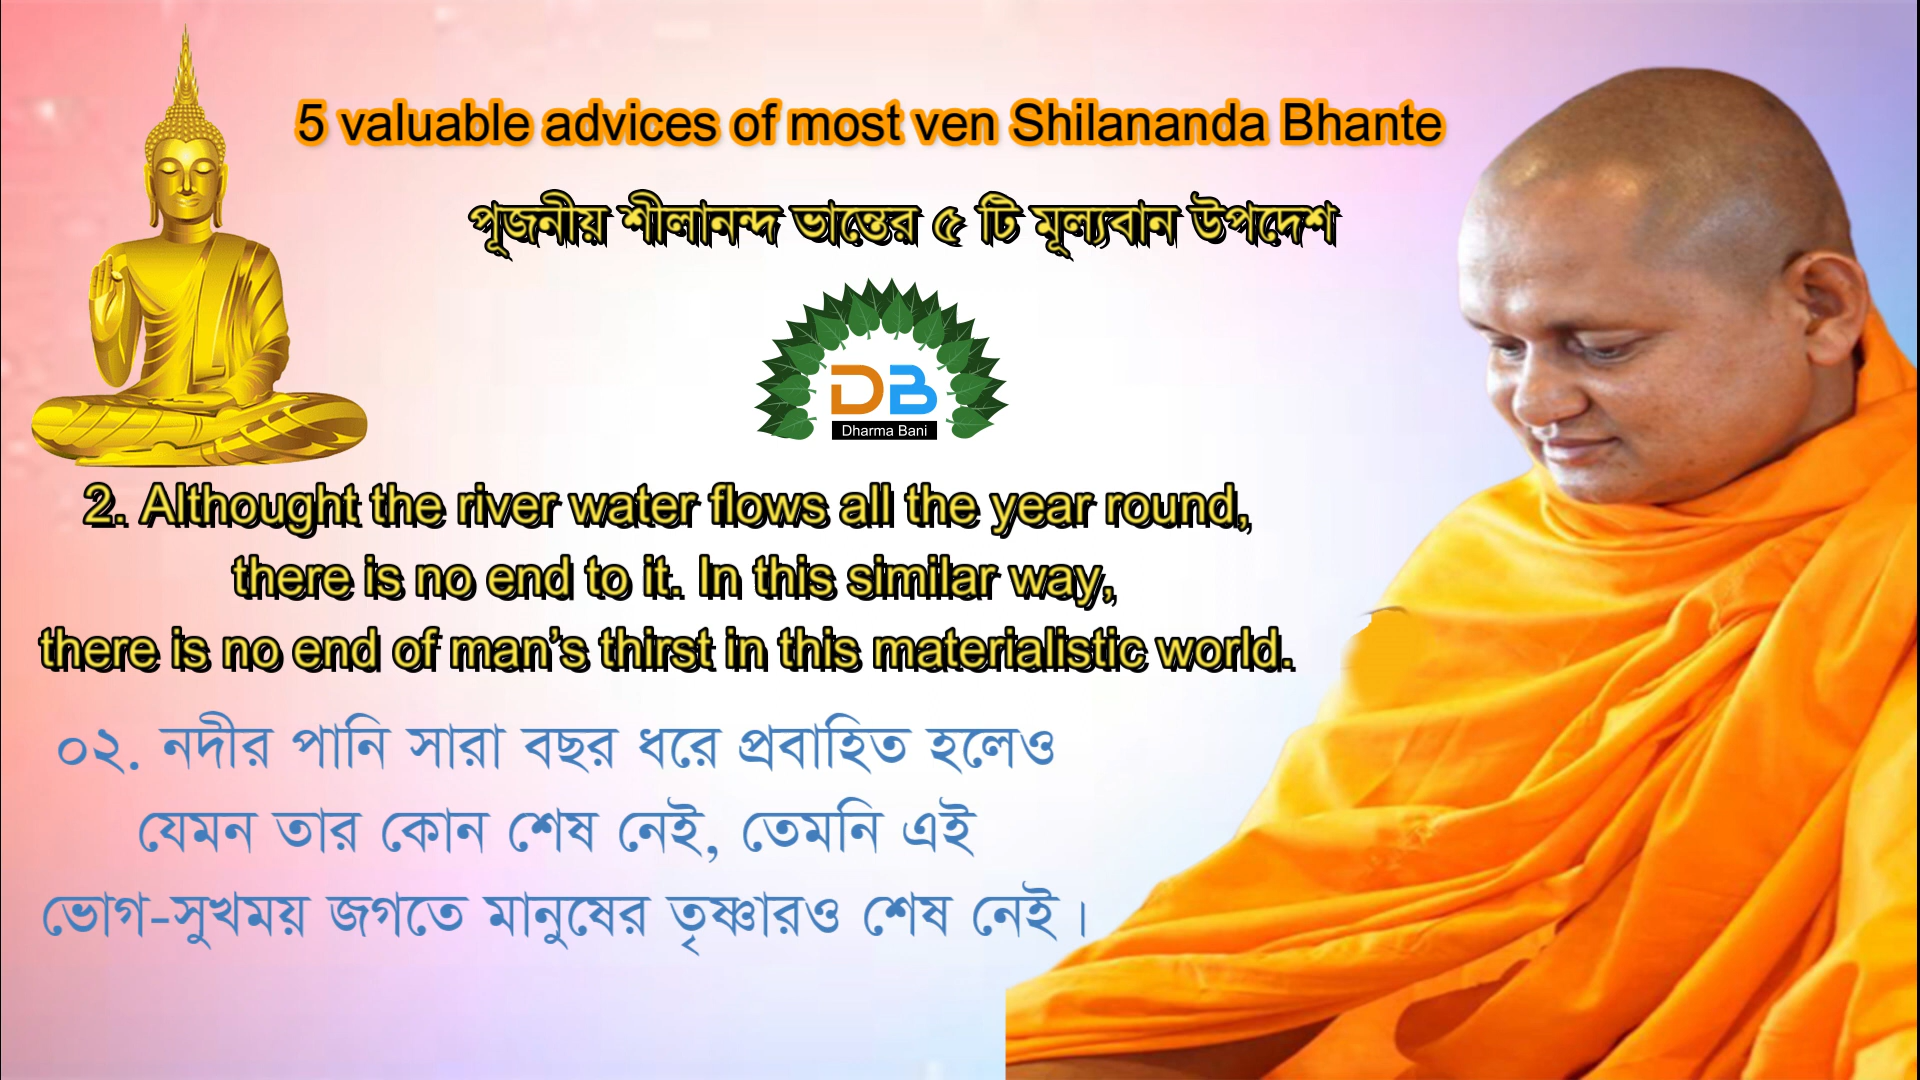 5 valuable advices of most ven Shilananda Bhante
পূজনীয় শীলানন্দ ভান্তের ৫ টি মূল্যবান উপদেশ
DB
Dharma Bani
2. Althought the river water flows all the year round,
there is no end to it. In this similar way,
there is no end of man's thirst in this materialistic world.
০২. নদীর পানি সারা বছর ধরে প্রবাহিত হলেও
যেমন তার কোন শেষ নেই, তেমনি এই
ভোগ-সুখময় জগতে মানুষের তৃষ্ণারও শেষ নেই।